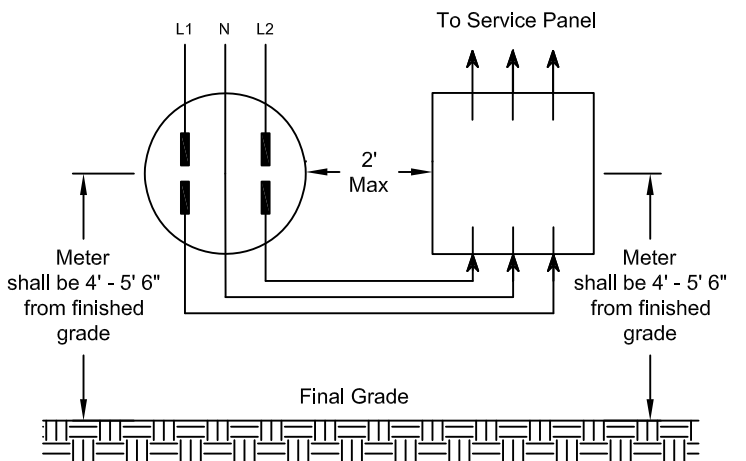 To Service Panel
L1 N L2
2'
Max
Meter
shall be 4' - 5' 6"
from finished
grade
Meter
shall be 4' - 5' 6"
from finished
grade
Final Grade